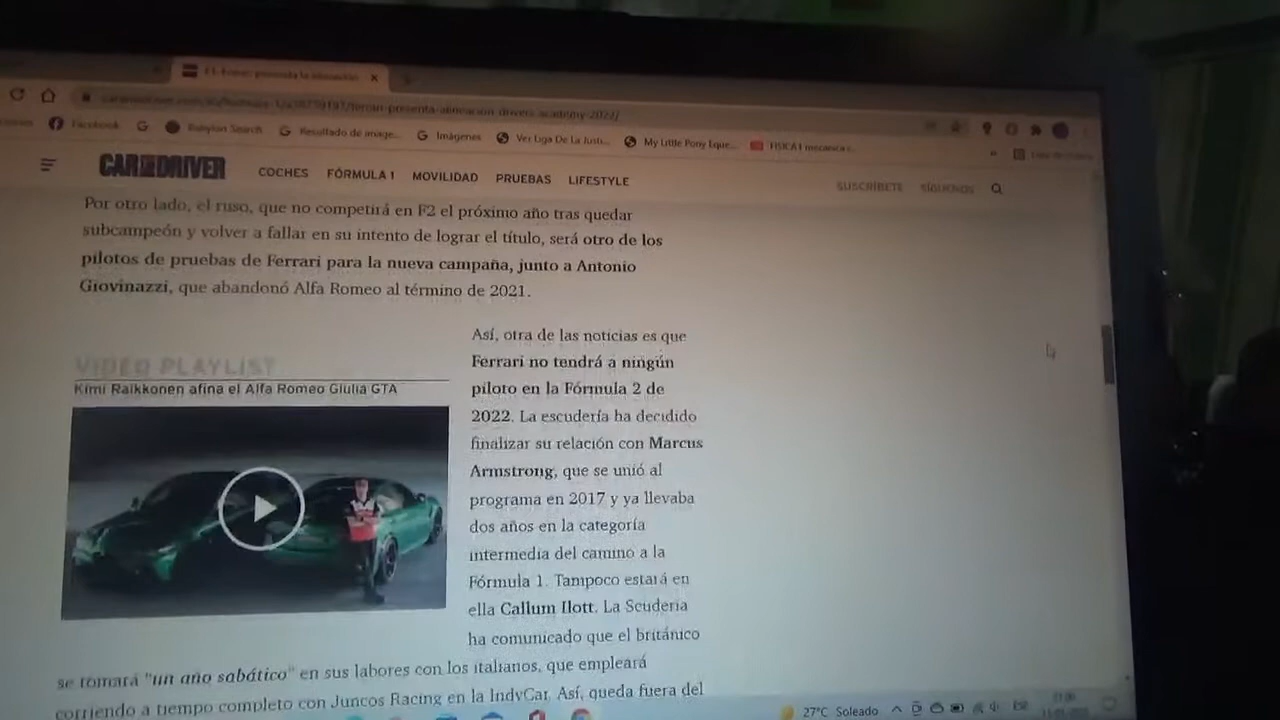 Facebook
Babylon Search
Resultado de image...
Imágenes
Ver Liga De La Justi...
My Little Pony Eque...
CAR AND DRIVER
COCHES
FÓRMULA 1
MOVILIDAD
PRUEBAS
LIFESTYLE
SUSCRÍBETE
SÍGUENOS
Por otro lado, el ruso, que no competirá en F2 el próximo año tras quedar
subcampeón y volver a fallar en su intento de lograr el título, será otro de los
pilotos de pruebas de Ferrari para la nueva campaña, junto a Antonio
Giovinazzi, que abandonó Alfa Romeo al término de 2021.
VIDEO PLAYLIST
Kimi Raikkonen afina el Alfa Romeo Giulia GTA
Así, otra de las noticias es que
Ferrari no tendrá a ningún
piloto en la Fórmula 2 de
2022. La escudería ha decidido
finalizar su relación con Marcus
Armstrong, que se unió al
programa en 2017 y ya llevaba
dos años en la categoría
intermedia del camino a la
Fórmula 1. Tampoco estará en
ella Callum Ilott. La Scuderia
ha comunicado que el británico
se tomará "un año sabático" en sus labores con los italianos, que empleará
corriendo a tiempo completo con Juncos Racing en la IndyCar. Así, queda fuera del
27°C Soleado